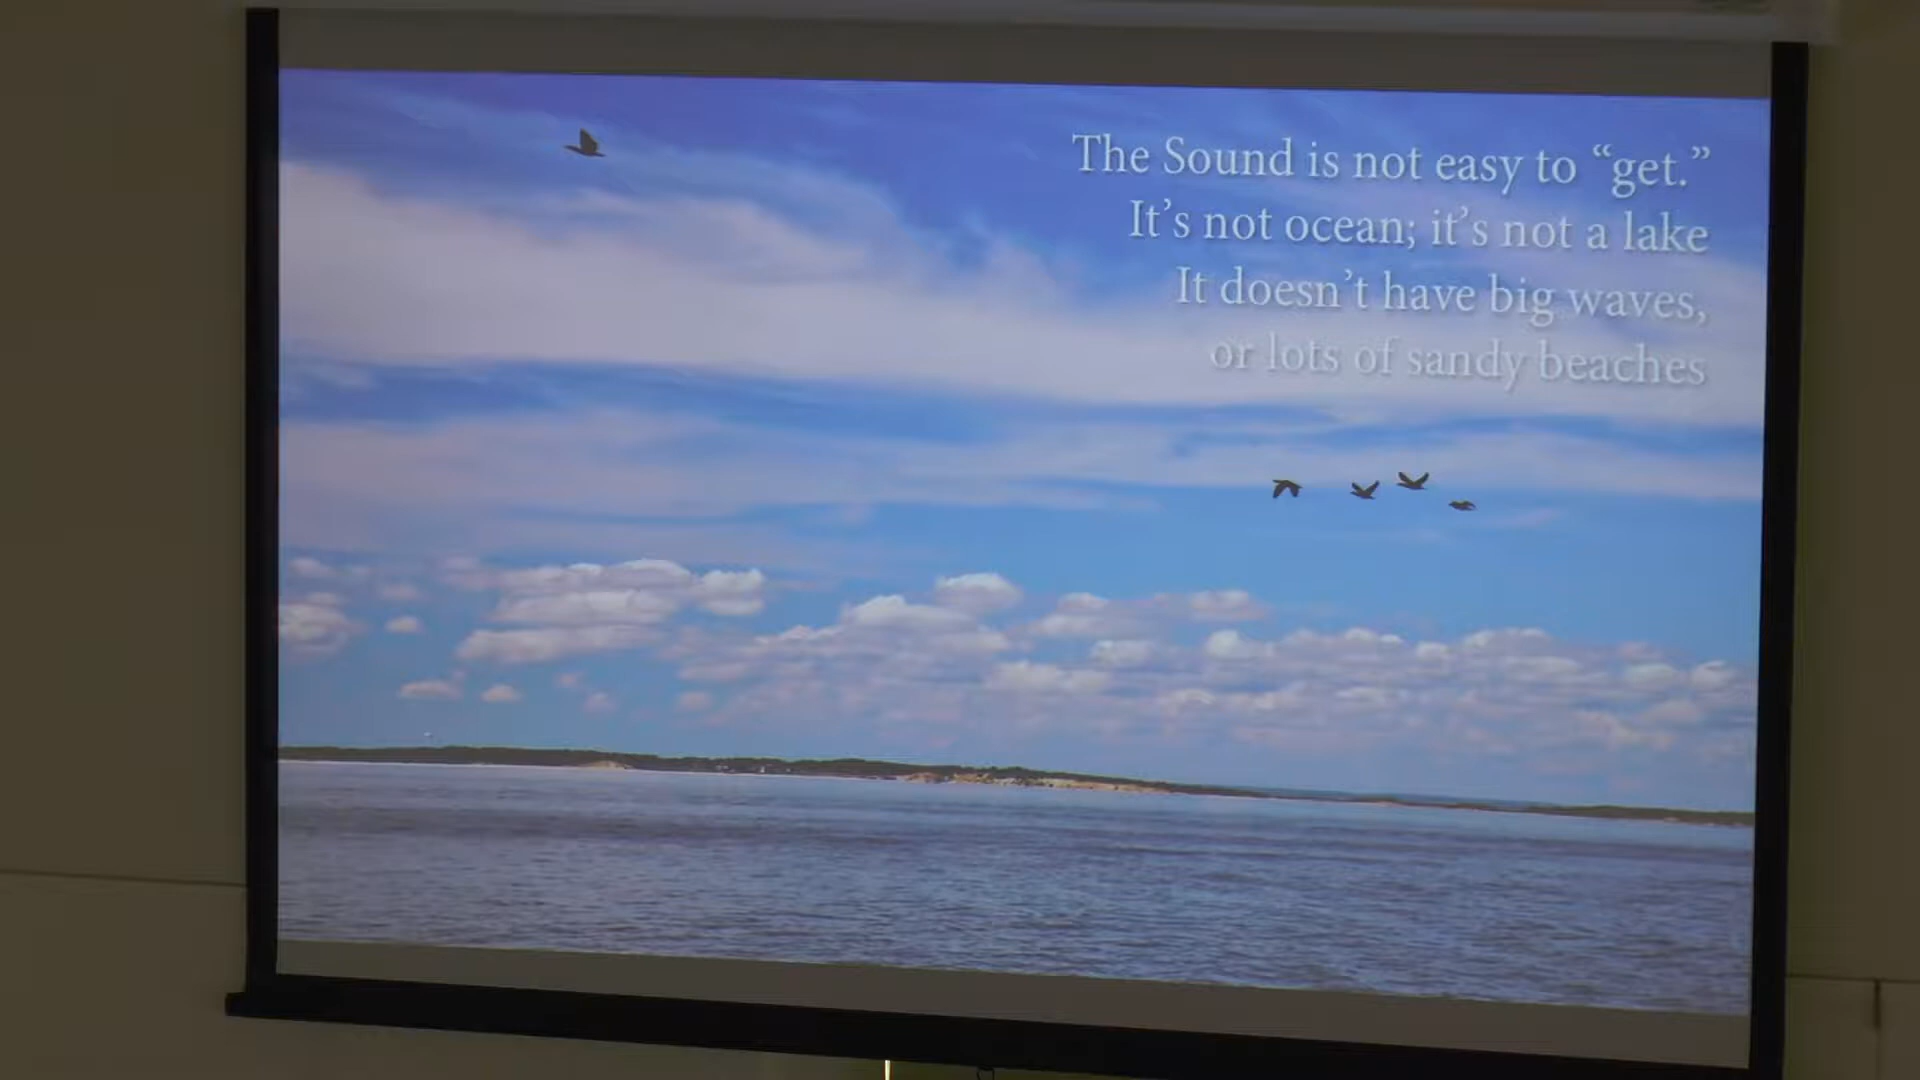 The Sound is not easy to “get.”
It’s not ocean; it’s not a lake
It doesn’t have big waves,
or lots of sandy beaches